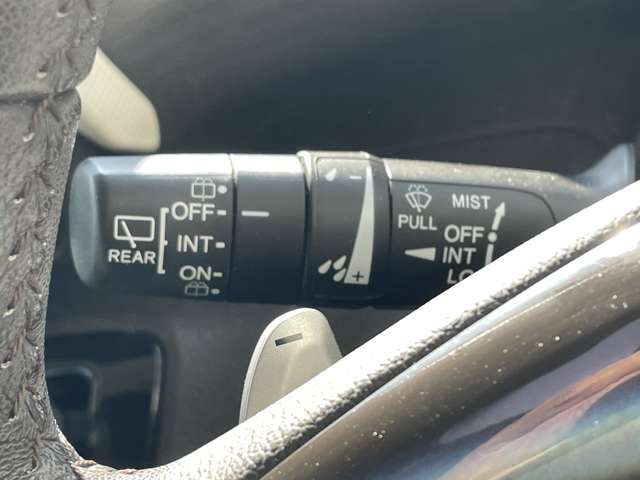 REAR
OFF
INT
ON
PULL
MIST
OFF
INT